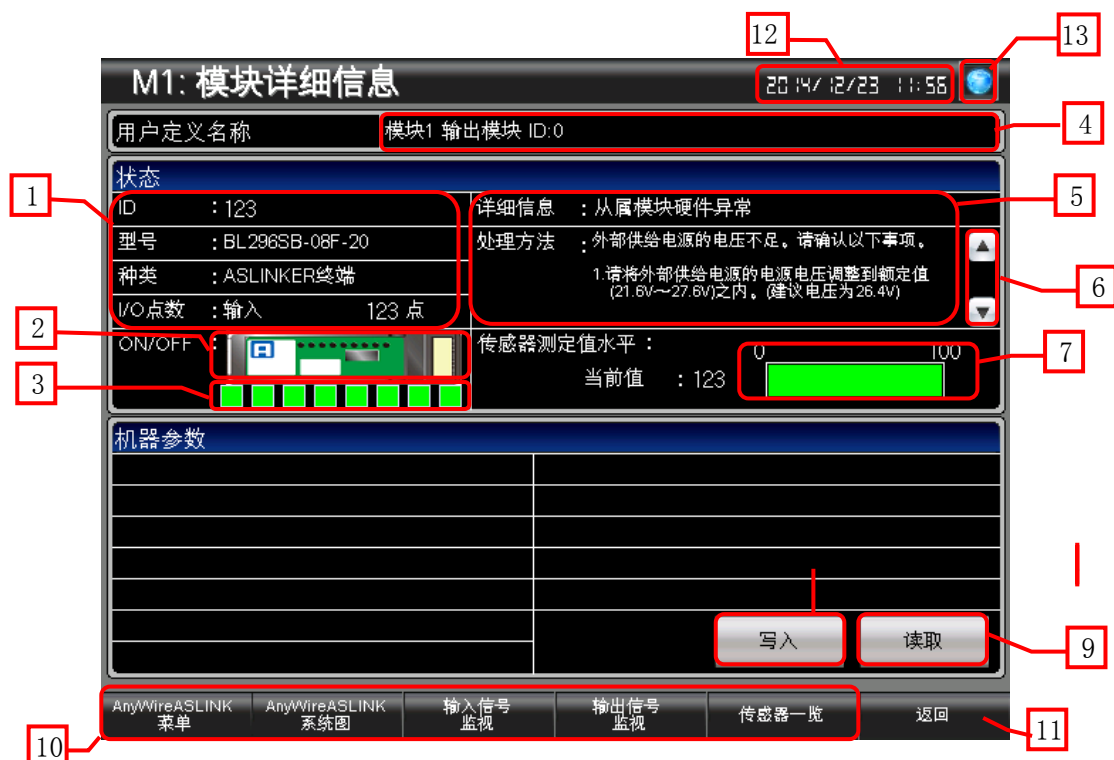 12
13
M1: 模块详细信息
2014/12/23 11:56
用户定义名称
模块1 输出模块 ID:0
4
状态
1
ID :123
型号 :BL296SB-08F-20
种类 :ASLINKER终端
I/O点数 :输入 123 点
详细信息 :从属模块硬件异常
5
处理方法 :外部供给电源的电压不足。请确认以下事项。
1.请将外部供给电源的电源电压调整到额定值
(21.6V～27.6V)之内。(建议电压为26.4V)
6
2
ON/OFF :
A
3
传感器测定值水平：
当前值 :123
0 100
7
机器参数
写入
读取
9
AnyWireASLINK
菜单
AnyWireASLINK
系统图
输入信号
监视
输出信号
监视
传感器一览
返回
10
11